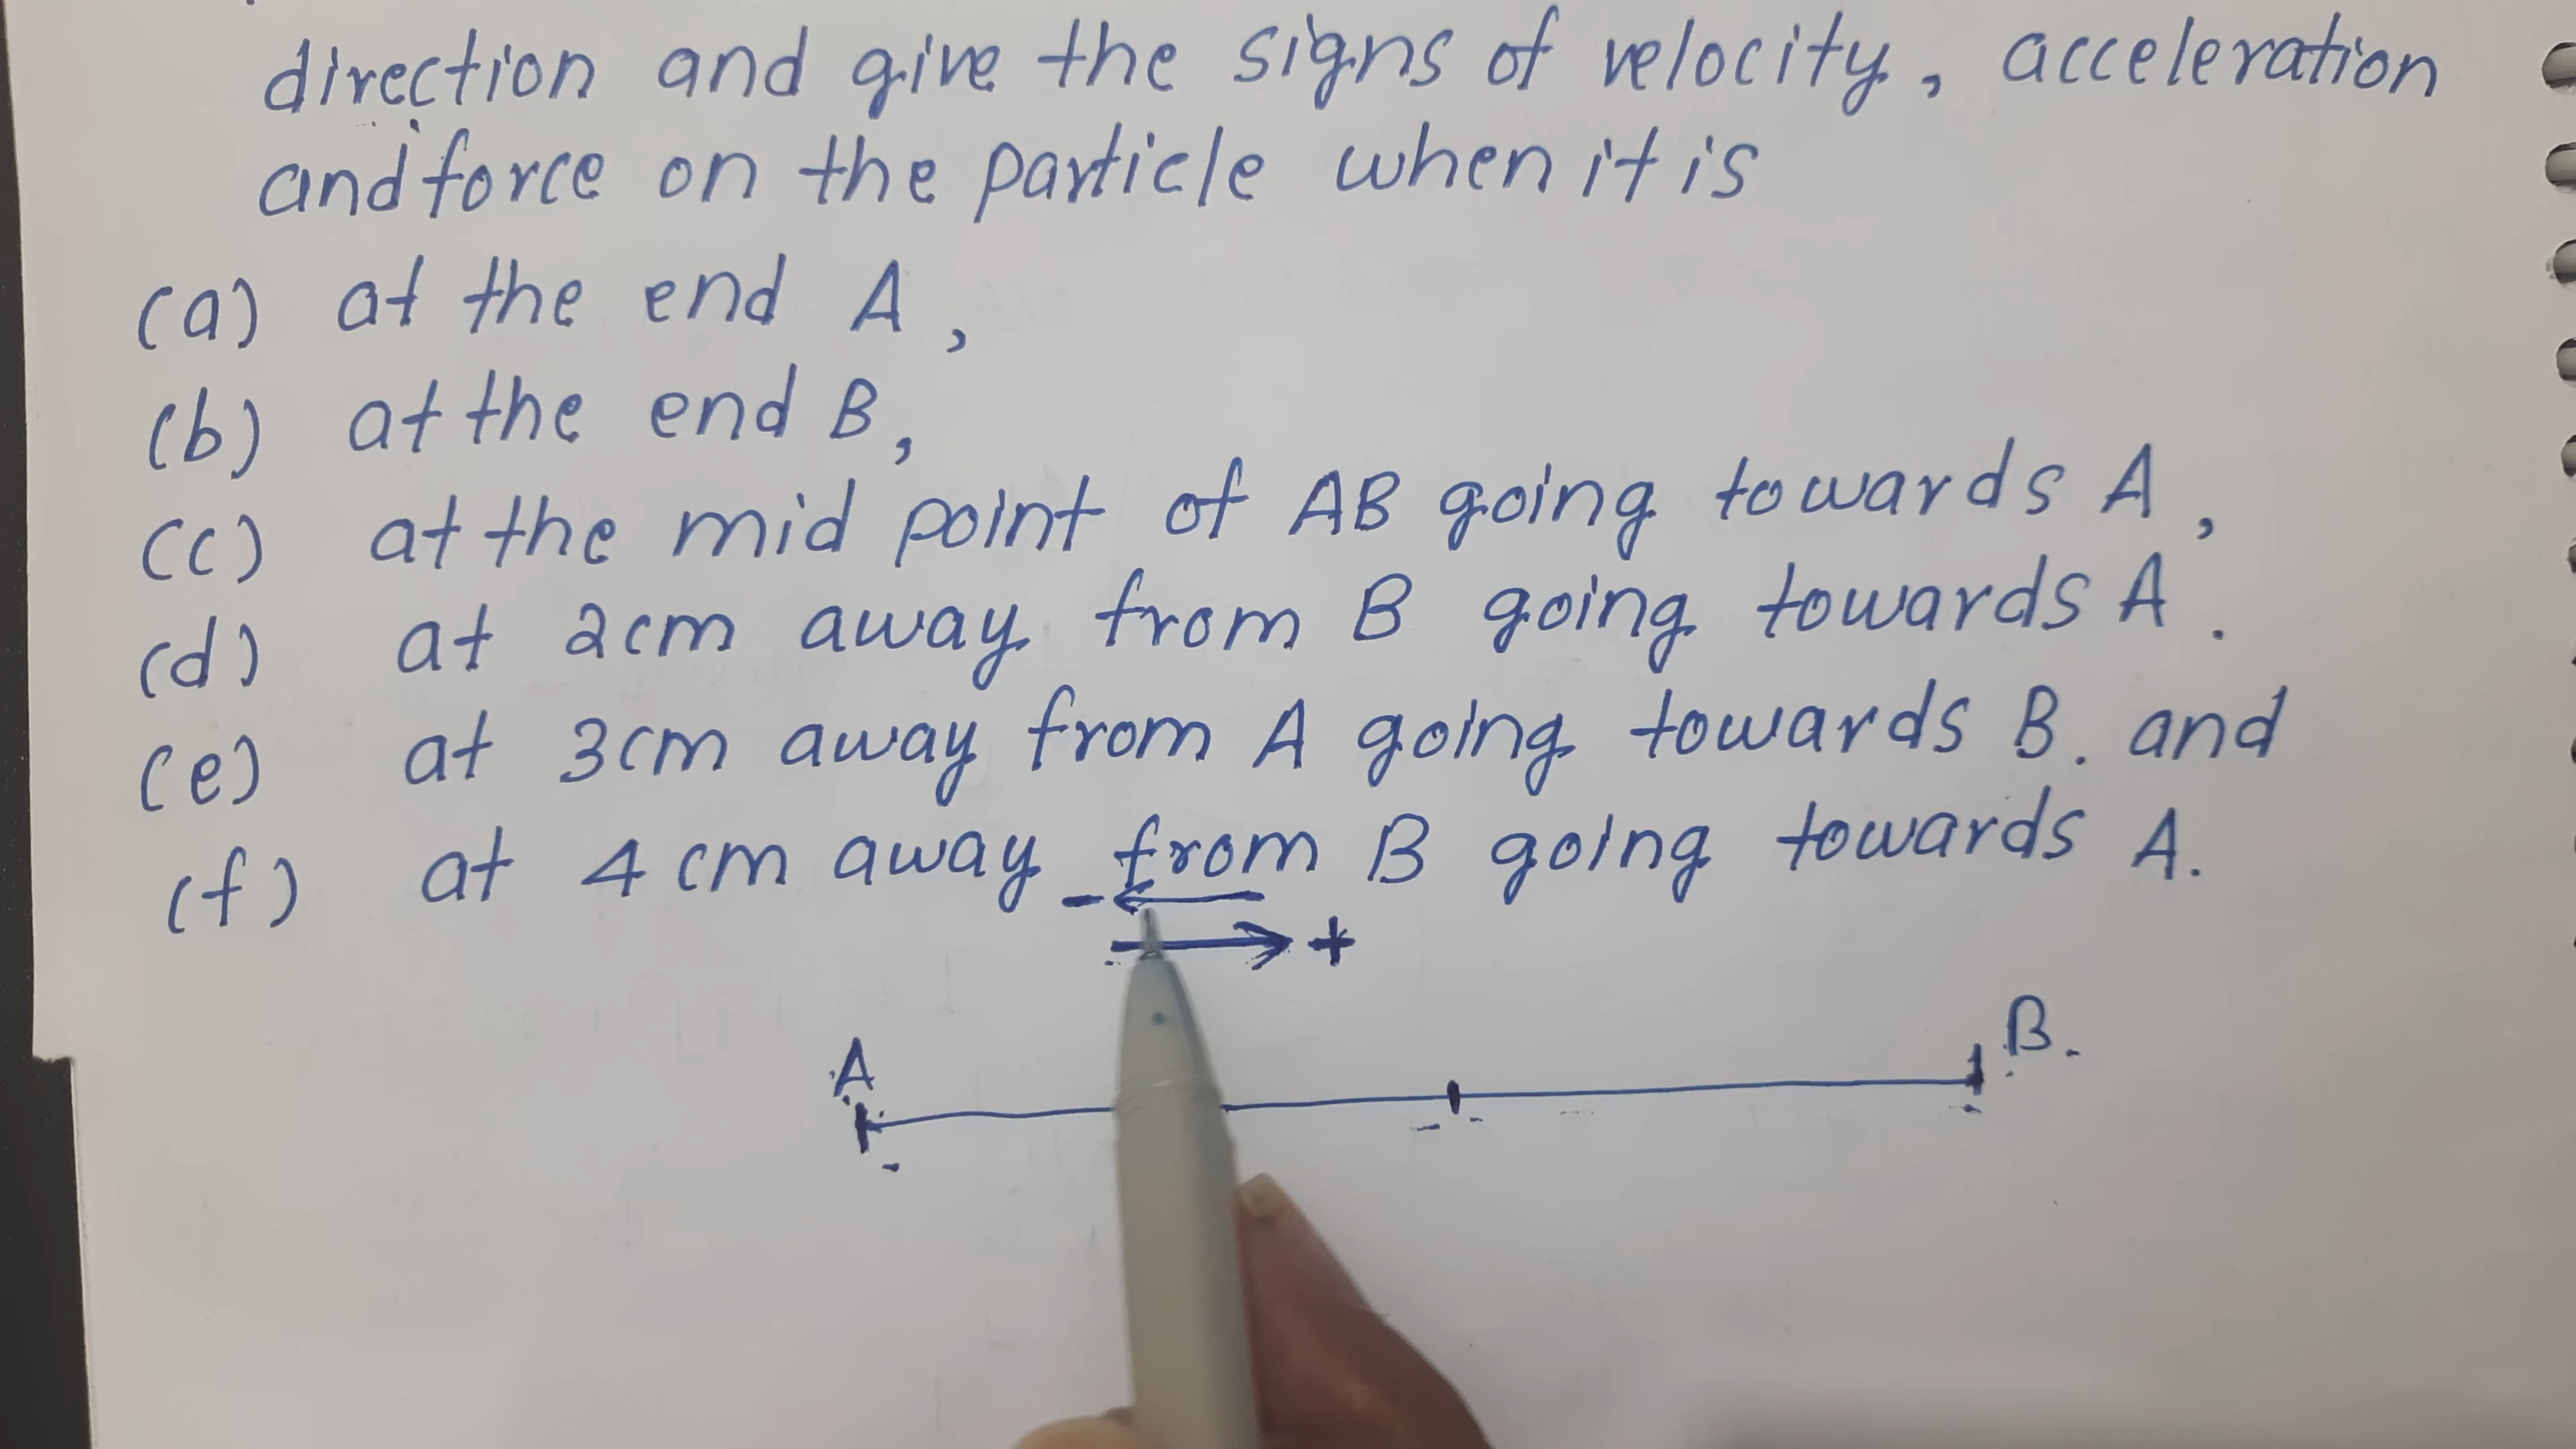 direction and give the signs of velocity, acceleration
and force on the particle when it is
(a) at the end A,
(b) at the end B,
(c) at the mid point of AB going towards A,
(d) at 2cm away from B going towards A.
(e) at 3cm away from A going towards B. and
(f) at 4 cm away from B going towards A.
-
+
A
B.